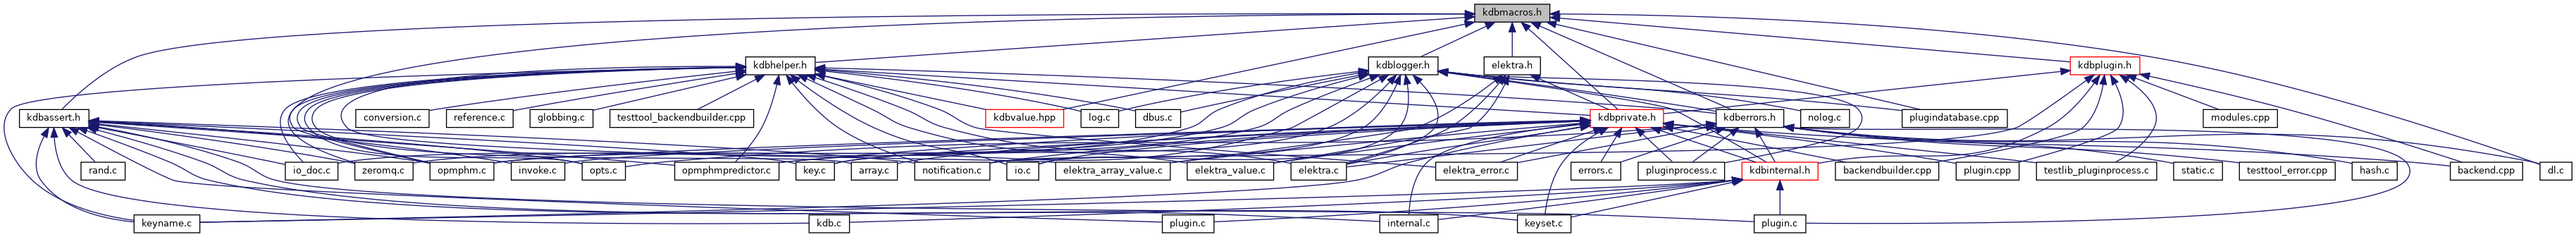 kdbmacros.h
kdbhelper.h
kdblogger.h
elektra.h
kdbplugin.h
kdbassert.h
conversion.c
reference.c
globbing.c
testtool_backendbuilder.cpp
kdbvalue.hpp
log.c
dbus.c
kdbprivate.h
kdberrors.h
nolog.c
plugindatabase.cpp
modules.cpp
rand.c
io_doc.c
zeromq.c
opmphm.c
invoke.c
opts.c
opmphmpredictor.c
key.c
array.c
notification.c
io.c
elektra_array_value.c
elektra_value.c
elektra.c
elektra_error.c
errors.c
pluginprocess.c
kdbinternal.h
backendbuilder.cpp
plugin.cpp
testlib_pluginprocess.c
static.c
testtool_error.cpp
hash.c
backend.cpp
dl.c
keyname.c
kdb.c
plugin.c
internal.c
keyset.c
plugin.c